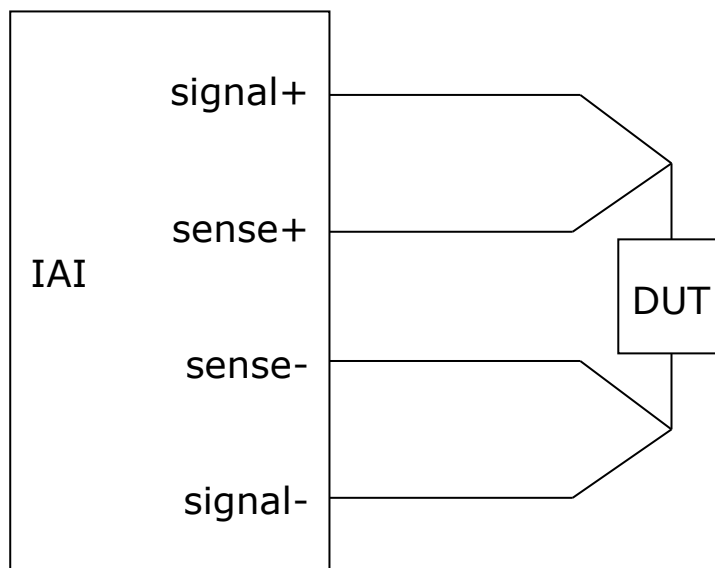 signal+
sense+
IAI
DUT
sense-
signal-